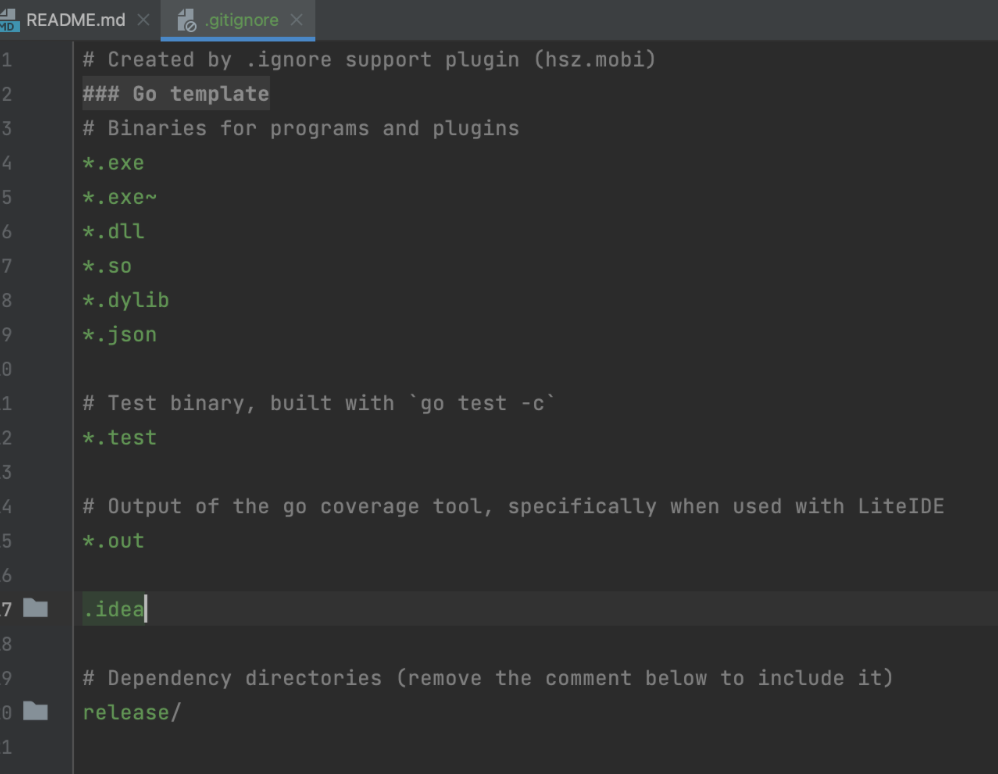 README.md
.gitignore
1 # Created by .ignore support plugin (hsz.mobi)
2 ### Go template
3 # Binaries for programs and plugins
4 *.exe
5 *.exe~
6 *.dll
7 *.so
8 *.dylib
9 *.json
0
1 # Test binary, built with `go test -c`
2 *.test
3
4 # Output of the go coverage tool, specifically when used with LiteIDE
5 *.out
6
7 .idea
8
9 # Dependency directories (remove the comment below to include it)
0 release/
1